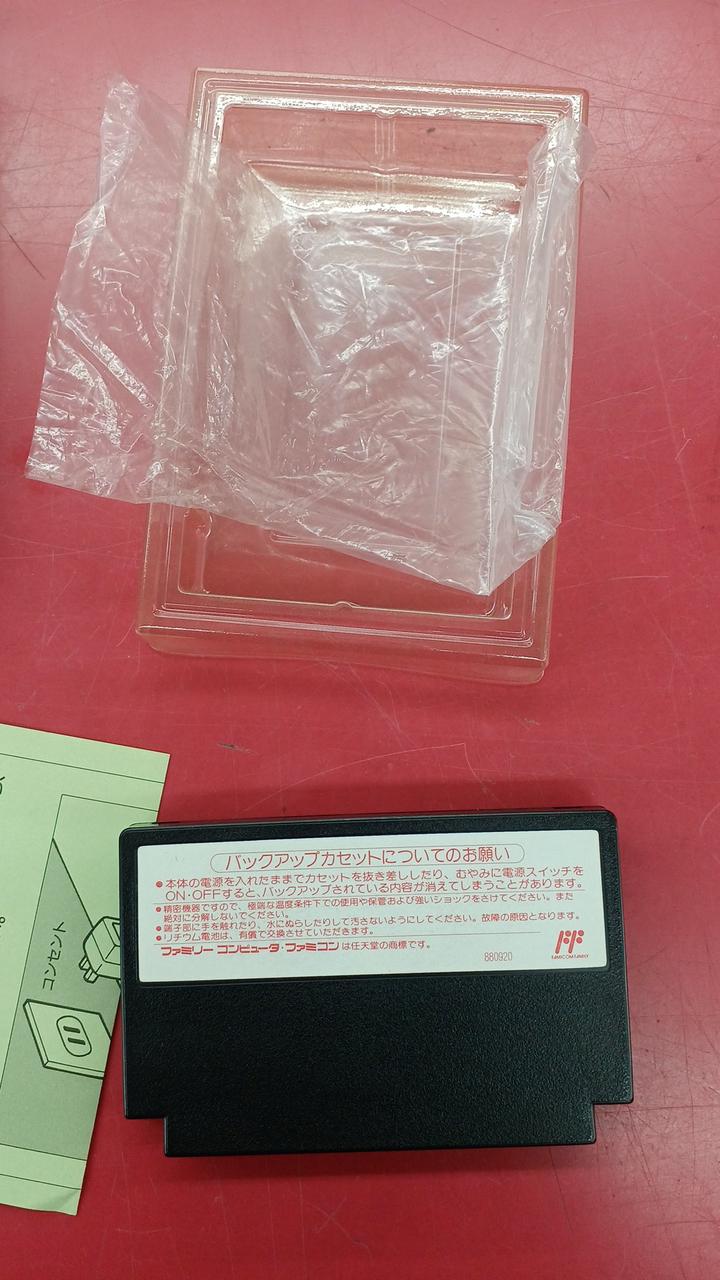 バックアップカセットについてのお願い
●本体の電源を入れたままでカセットを抜き差ししたり、むやみに電源スイッチを
ON・OFFすると、バックアップされている内容が消えてしまうことがあります。
●精密機器ですので、極端な温度条件下での使用や保管および強いショックをさけてください。また
絶対に分解しないでください。
●端子部に手を触れたり、水にぬらしたりして汚さないようにしてください。故障の原因となります。
●リチウム電池は、有償で交換させていただきます。
ファミリーコンピュータ・ファミコンは任天堂の商標です。
880920
FAMICOM FAMILY
コンセント